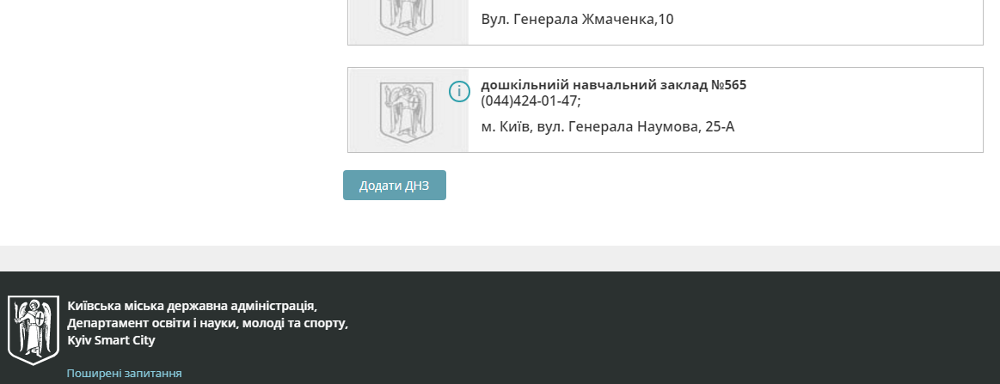 Вул. Генерала Жмаченка,10
i
дошкільниій навчальний заклад №565
(044)424-01-47;
м. Київ, вул. Генерала Наумова, 25-А
Додати ДНЗ
Київська міська державна адміністрація,
Департамент освіти і науки, молоді та спорту,
Kyiv Smart City
Поширені запитання